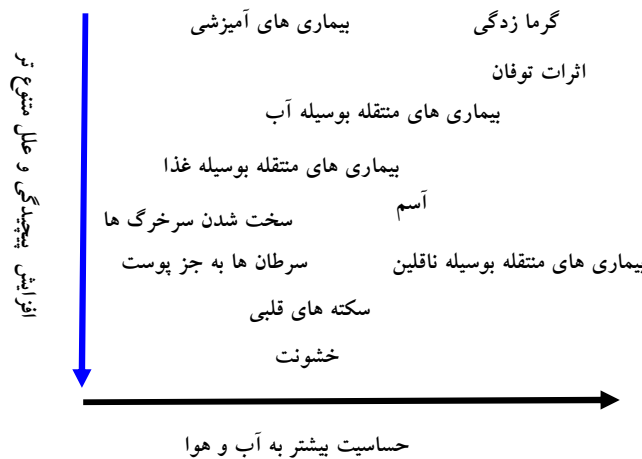 گرما زدگی
بیماری های آمیزشی
اثرات توفان
بیماری های منتقله بوسیله آب
بیماری های منتقله بوسیله غذا
آسم
سخت شدن سرخرگ ها
بیماری های منتقله بوسیله ناقلین
سرطان ها به جز پوست
سکته های قلبی
خشونت
افزایش پیچیدگی و علل متنوع تر
حساسیت بیشتر به آب و هوا